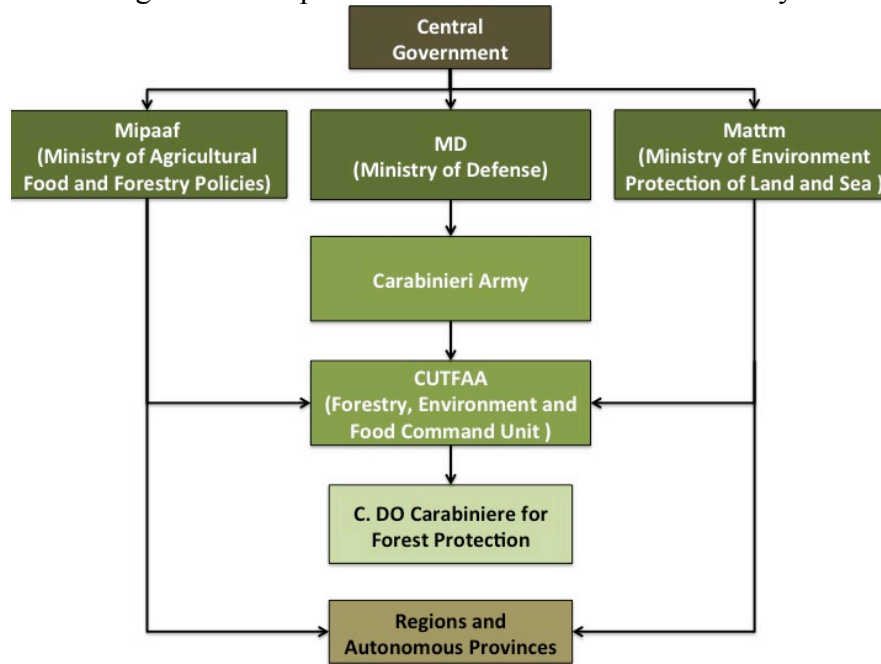 Central
Government
Mipaaf
(Ministry of Agricultural
Food and Forestry Policies)
MD
(Ministry of Defense)
Mattm
(Ministry of Environment
Protection of Land and Sea )
Carabinieri Army
CUTFAA
(Forestry, Environment and
Food Command Unit )
C. DO Carabiniere for
Forest Protection
Regions and
Autonomous Provinces